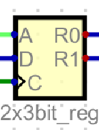 A R0
D R1
C
2x3bit_reg